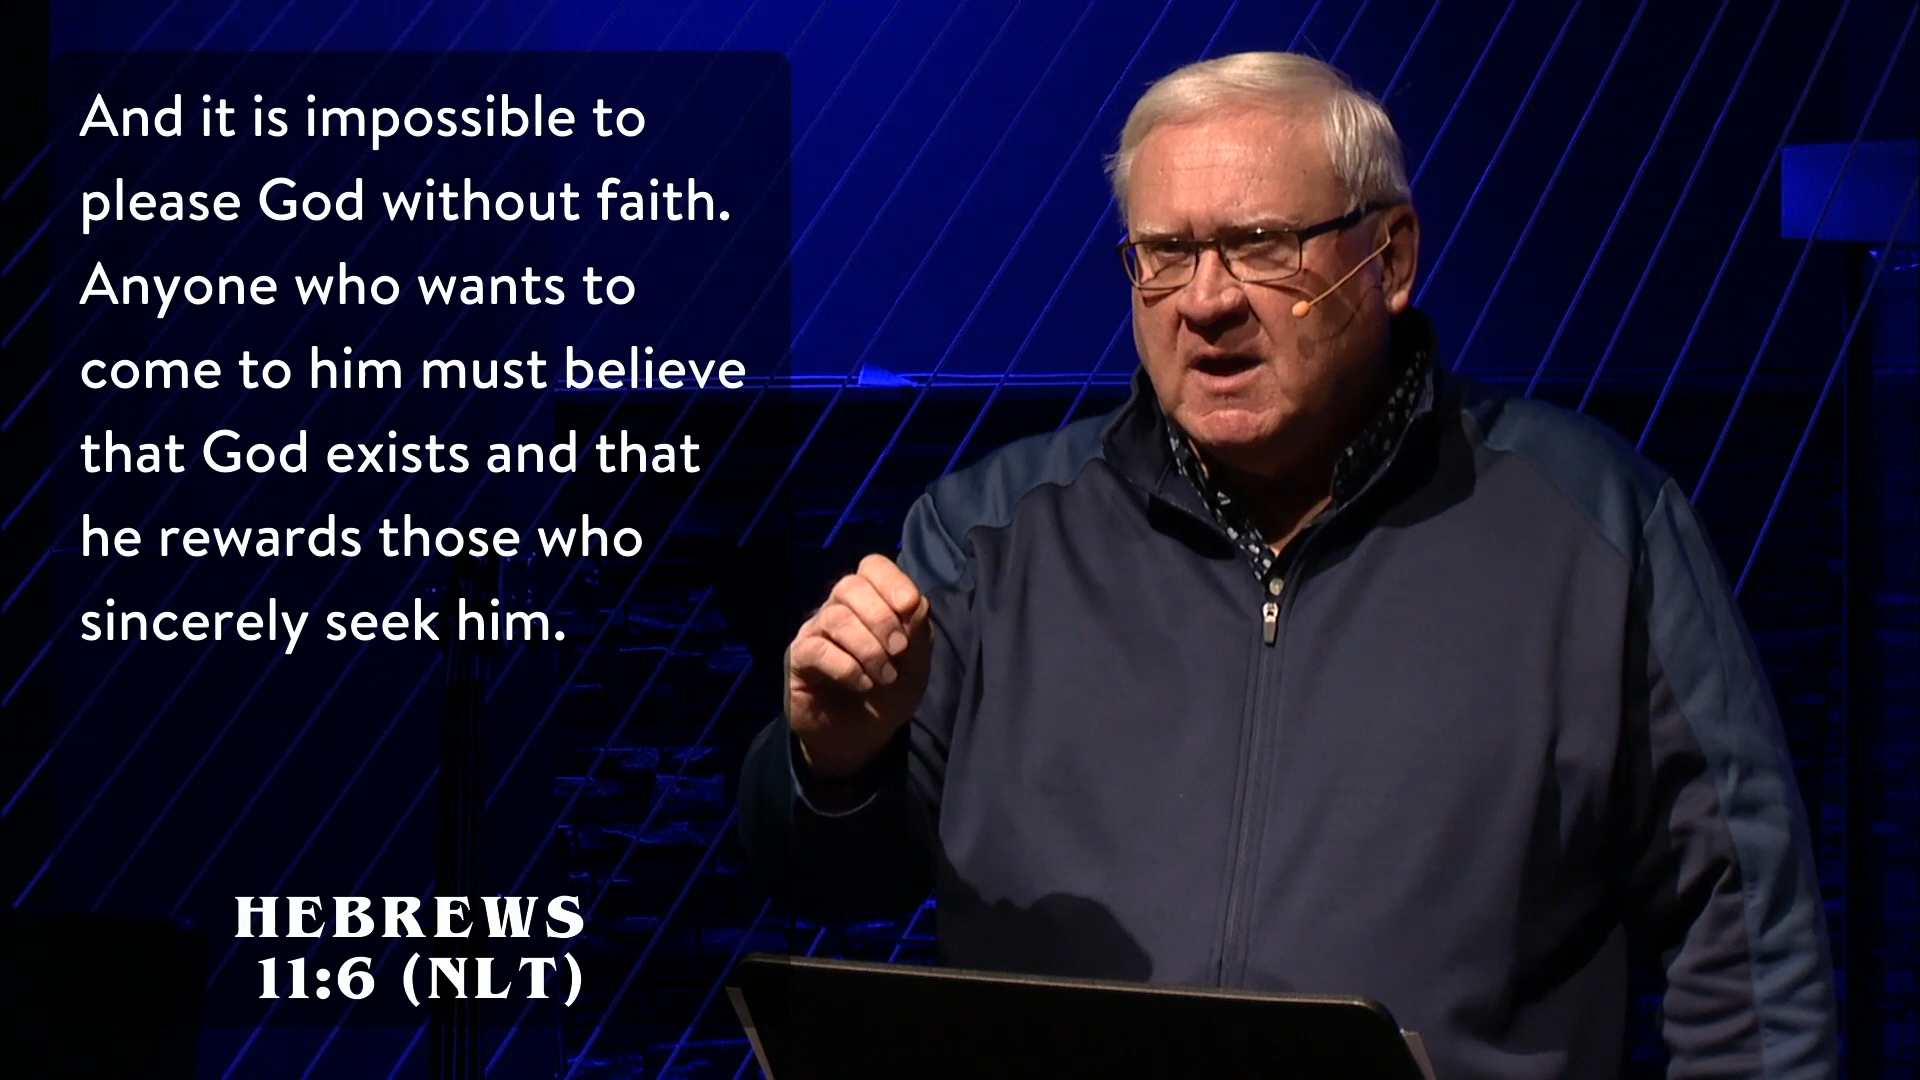 And it is impossible to
please God without faith.
Anyone who wants to
come to him must believe
that God exists and that
he rewards those who
sincerely seek him.
HEBREWS
11:6 (NLT)